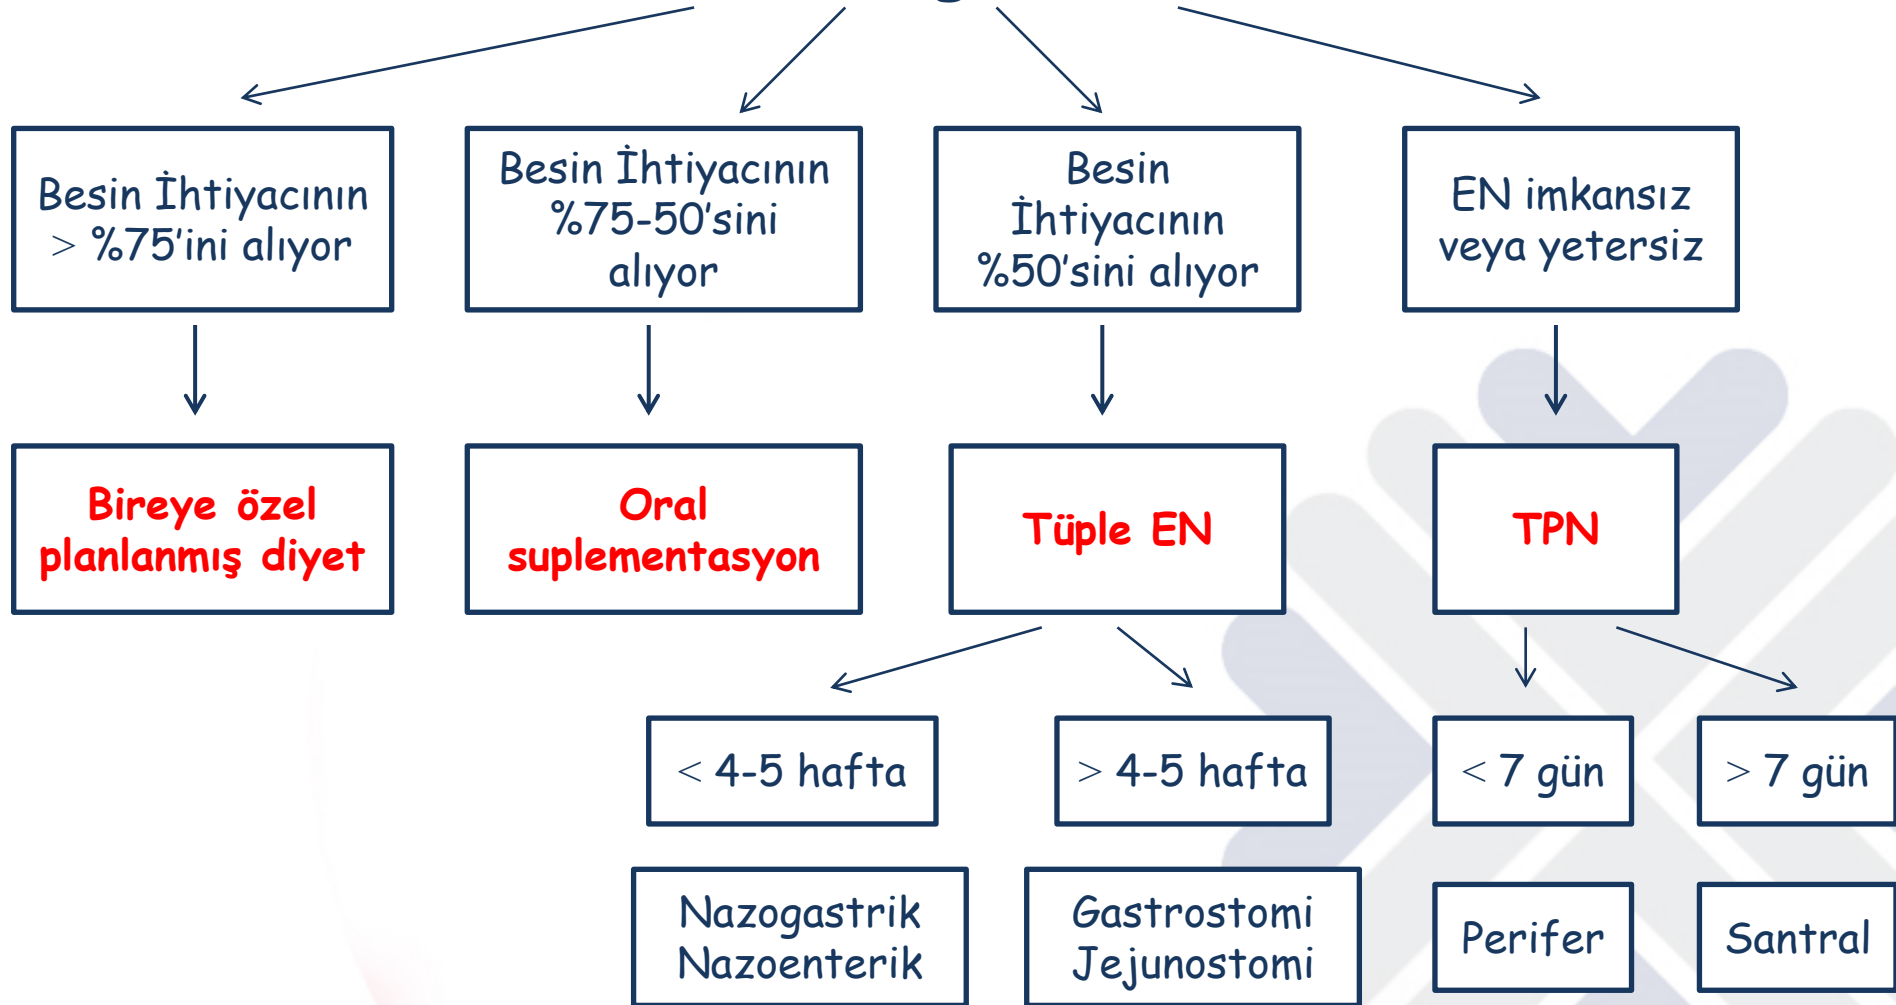 Besin İhtiyacının
> %75'ini alıyor
Besin İhtiyacının
%75-50'sini
alıyor
Besin
İhtiyacının
%50'sini alıyor
EN imkansız
veya yetersiz
Bireye özel
planlanmış diyet
Oral
suplementasyon
Tüple EN
TPN
< 4-5 hafta
> 4-5 hafta
< 7 gün
> 7 gün
Nazogastrik
Nazoenterik
Gastrostomi
Jejunostomi
Perifer
Santral